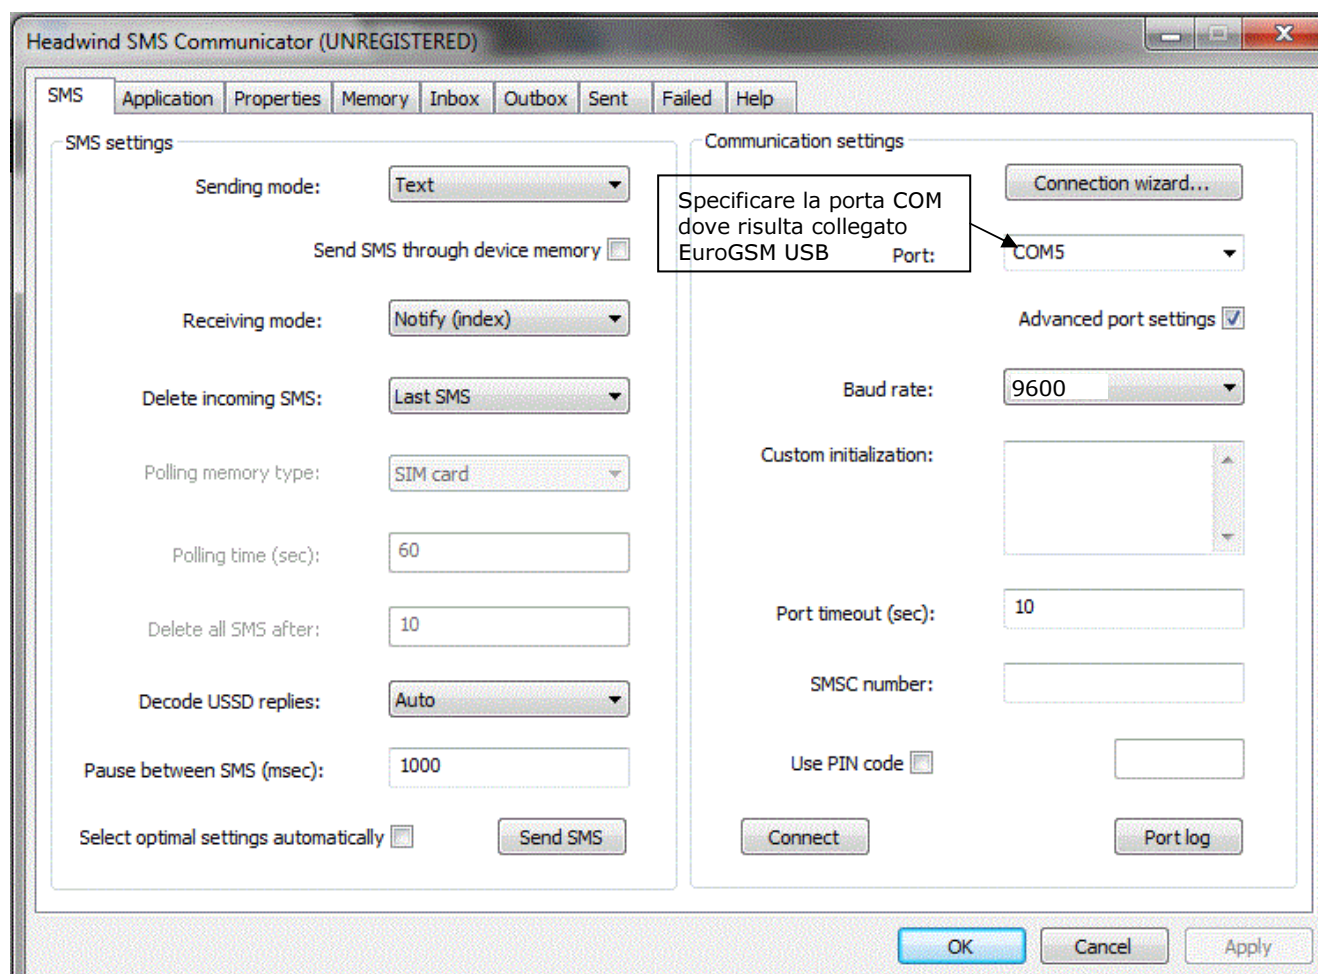 Headwind SMS Communicator (UNREGISTERED)
SMS Application Properties Memory Inbox Outbox Sent Failed Help
SMS settings
Sending mode: Text
Send SMS through device memory
Receiving mode: Notify (index)
Delete incoming SMS: Last SMS
Polling memory type: SIM card
Polling time (sec): 60
Delete all SMS after: 10
Decode USSD replies: Auto
Pause between SMS (msec): 1000
Select optimal settings automatically Send SMS
Communication settings
Connection wizard...
Specificare la porta COM
dove risulta collegato
EuroGSM USB
Port: COM5
Advanced port settings
Baud rate: 9600
Custom initialization:
Port timeout (sec): 10
SMSC number:
Use PIN code
Connect Port log
OK Cancel Apply